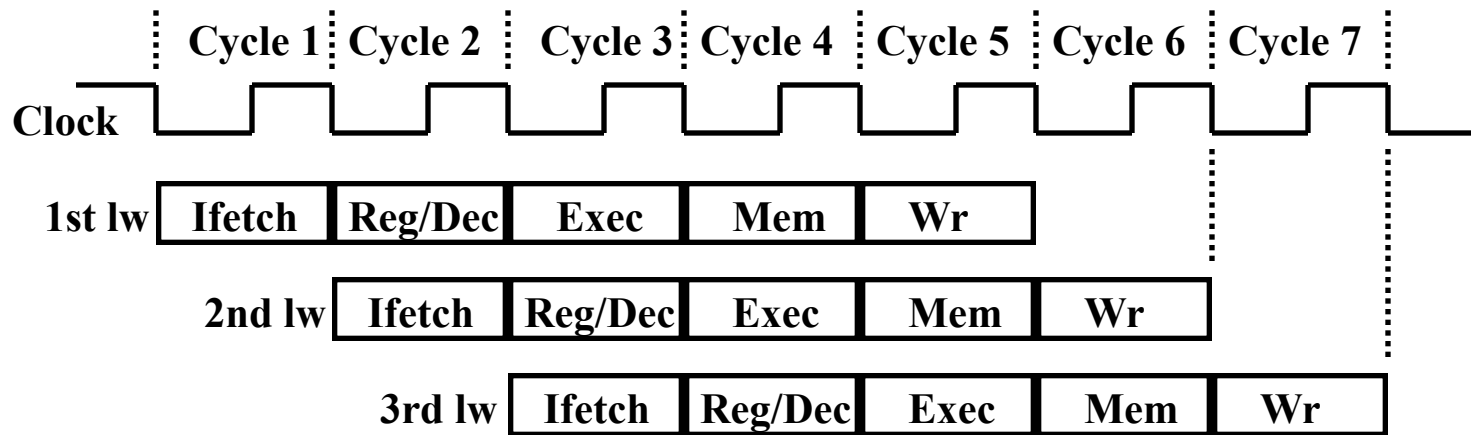 Cycle 1 Cycle 2 Cycle 3 Cycle 4 Cycle 5 Cycle 6 Cycle 7
Clock
1st lw Ifetch Reg/Dec Exec Mem Wr
2nd lw Ifetch Reg/Dec Exec Mem Wr
3rd lw Ifetch Reg/Dec Exec Mem Wr